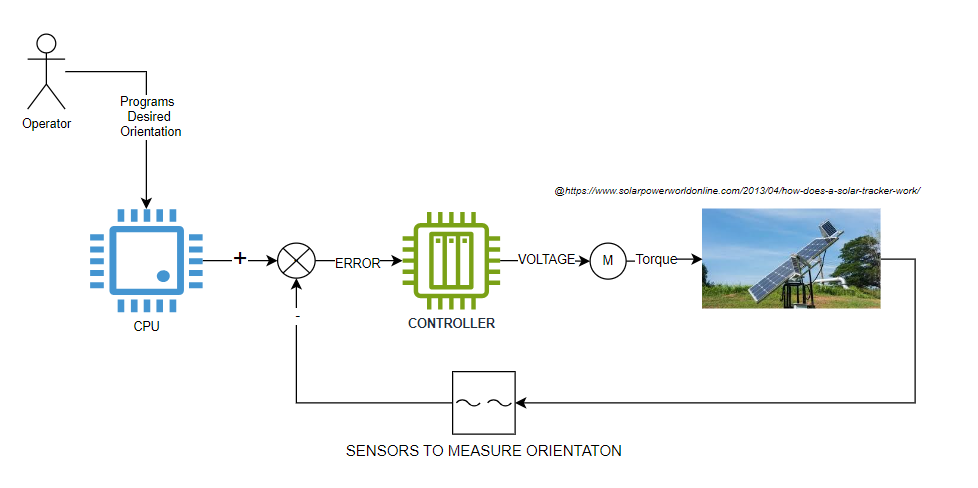 Operator
Programs
Desired
Orientation
@https://www.solarpowerworldonline.com/2013/04/how-does-a-solar-tracker-work/
+
ERROR
VOLTAGE
M
Torque
CPU
-
CONTROLLER
SENSORS TO MEASURE ORIENTATON